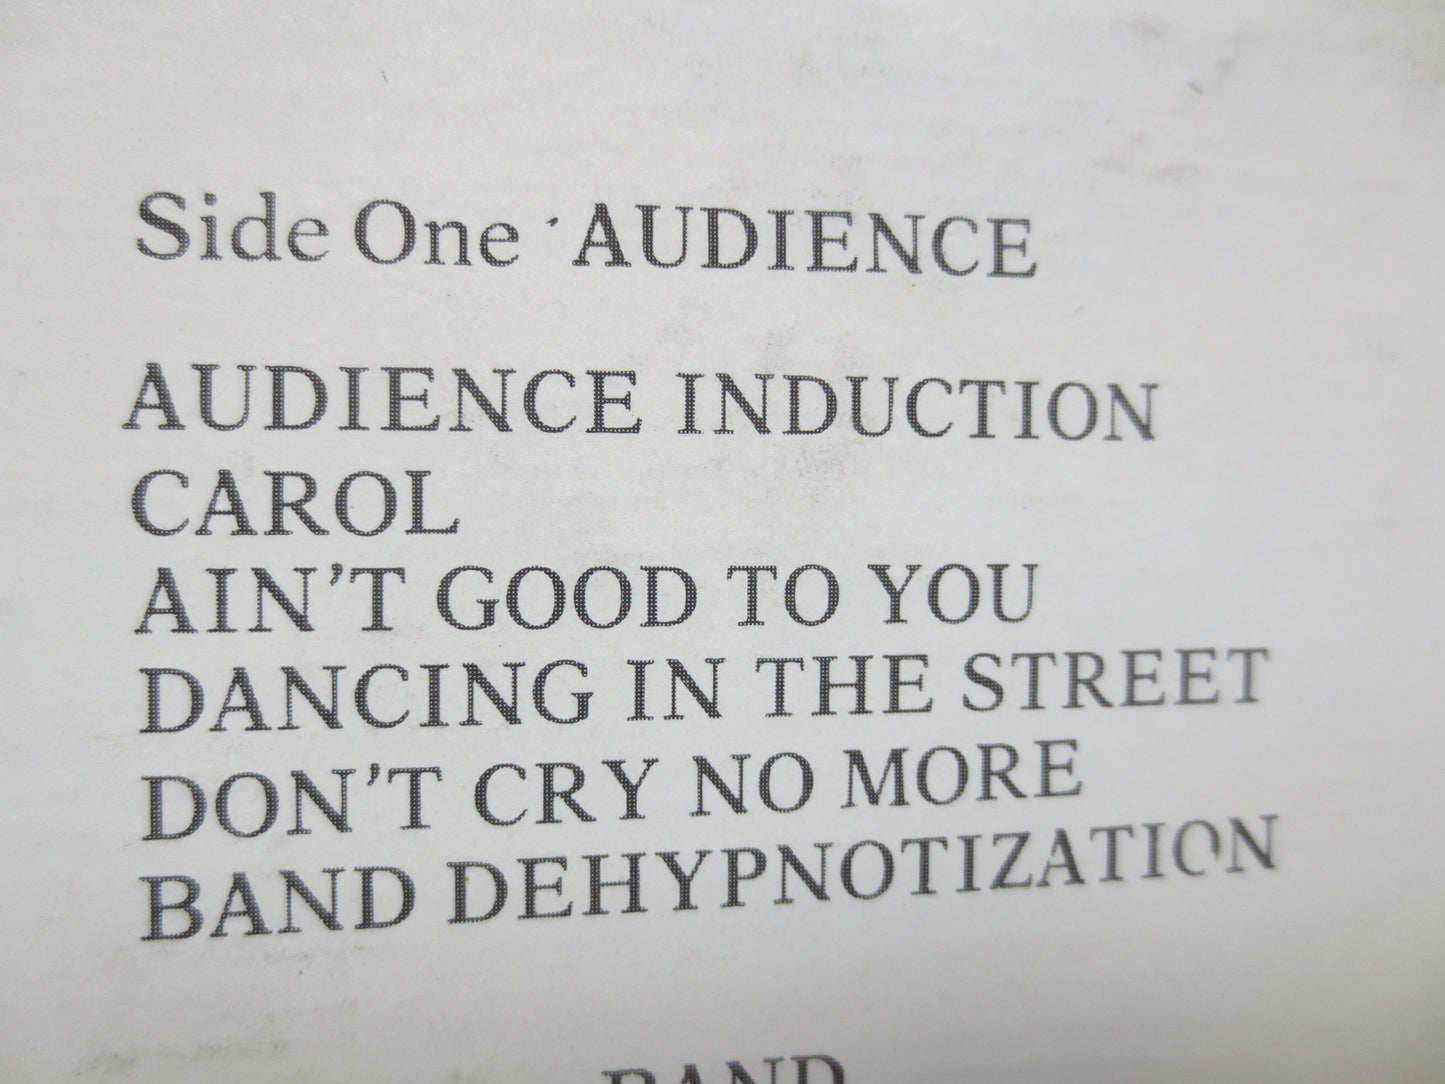 Side One AUDIENCE
AUDIENCE INDUCTION
CAROL
AIN'T GOOD TO YOU
DANCING IN THE STREET
DON'T CRY NO MORE
BAND DEHYPNOTIZATION
BAND